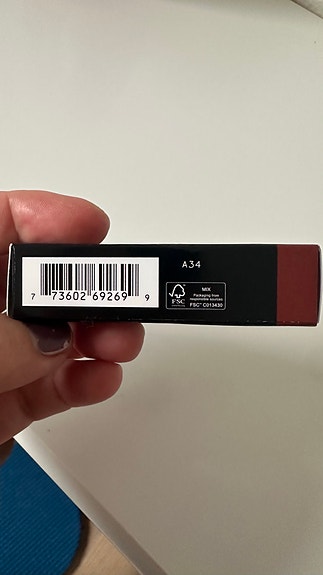 A34
7 73602 69269 9
FSC
MIX
Packaging from
responsible sources
FSC® C013430